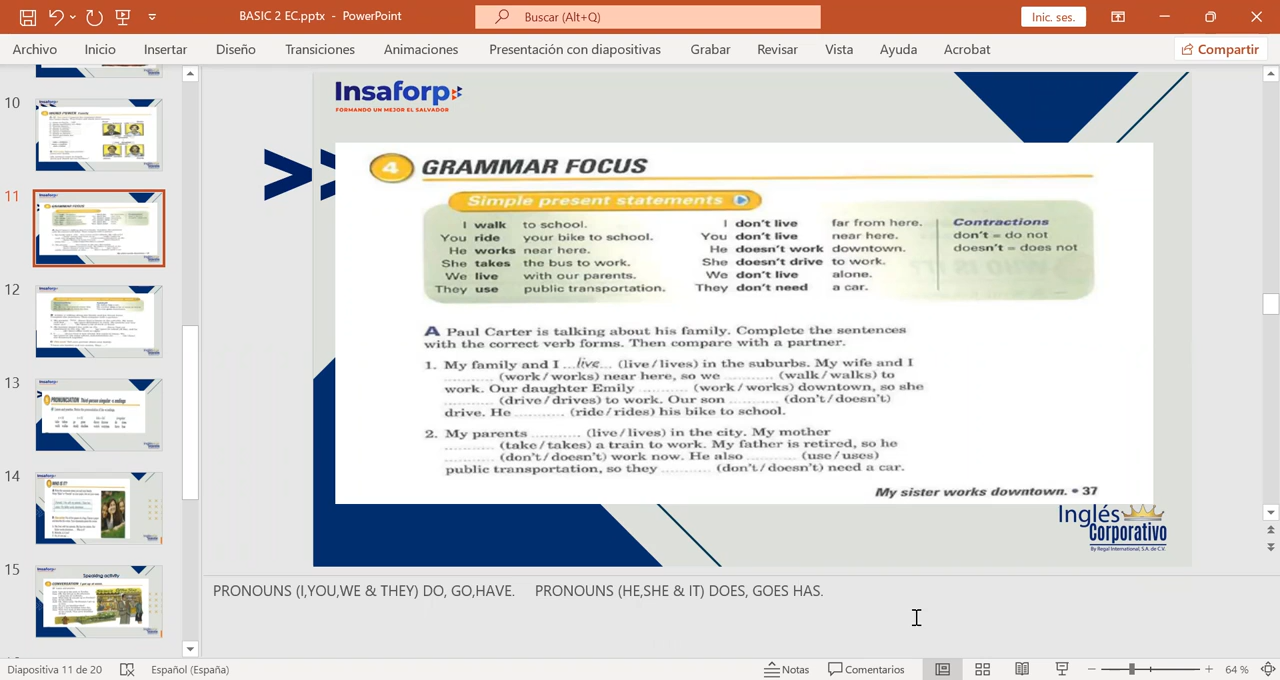 BASIC 2 EC.pptx - PowerPoint
Buscar (Alt+Q)
Inic. ses.
Archivo Inicio Insertar Diseño Transiciones Animaciones Presentación con diapositivas Grabar Revisar Vista Ayuda Acrobat
Compartir
10
11
12
13
14
15
Insaforp
FORMANDO UN MEJOR EL SALVADOR
4 GRAMMAR FOCUS
Simple present statements
I walk to school.
You ride your bike to school.
He works near here.
She takes the bus to work.
We live with our parents.
They use public transportation.
I don't live far from here.
You don't live near here.
He doesn't work downtown.
She doesn't drive to work.
We don't live alone.
They don't need a car.
Contractions
don't = do not
doesn't = does not
A Paul Carter is talking about his family. Complete the sentences
with the correct verb forms. Then compare with a partner.
1. My family and I ...live... (live / lives) in the suburbs. My wife and I
.......... (work / works) near here, so we .......... (walk / walks) to
work. Our daughter Emily .......... (work / works) downtown, so she
.......... (drive / drives) to work. Our son .......... (don't / doesn't)
drive. He .......... (ride / rides) his bike to school.
2. My parents .......... (live / lives) in the city. My mother
.......... (take / takes) a train to work. My father is retired, so he
.......... (don't / doesn't) work now. He also .......... (use / uses)
public transportation, so they .......... (don't / doesn't) need a car.
My sister works downtown. • 37
Inglés
Corporativo
By Regal International, S.A. de C.V.
PRONOUNS (I,YOU,WE & THEY) DO, GO,HAVE. PRONOUNS (HE,SHE & IT) DOES, GOES HAS.
Diapositiva 11 de 20 Español (España) Notas Comentarios 64 %